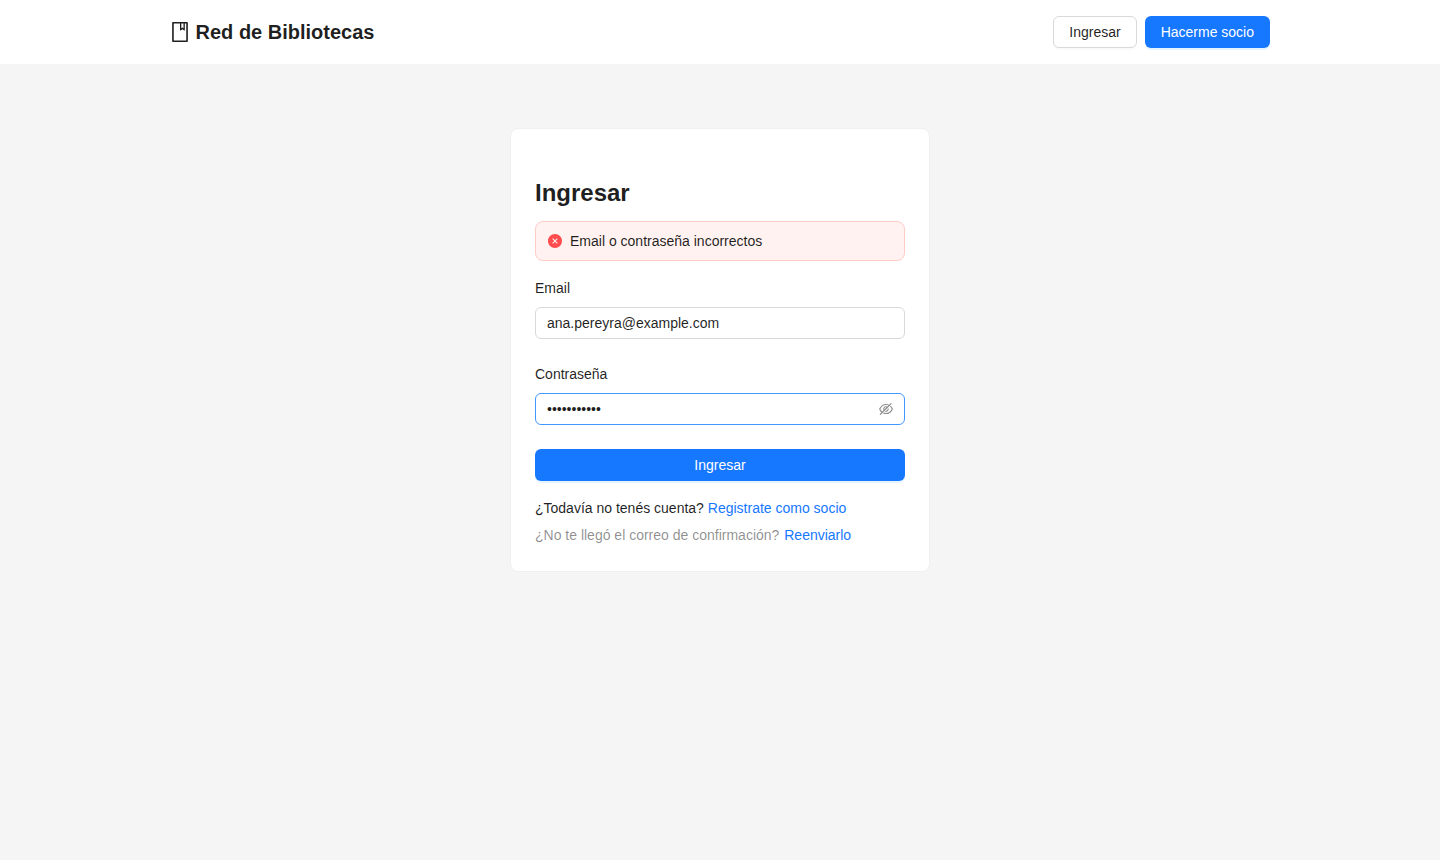 Red de Bibliotecas
Ingresar
Hacerme socio
Ingresar
Email o contraseña incorrectos
Email
ana.pereyra@example.com
Contraseña
•••••••••••
Ingresar
¿Todavía no tenés cuenta? Registrate como socio
¿No te llegó el correo de confirmación? Reenviarlo